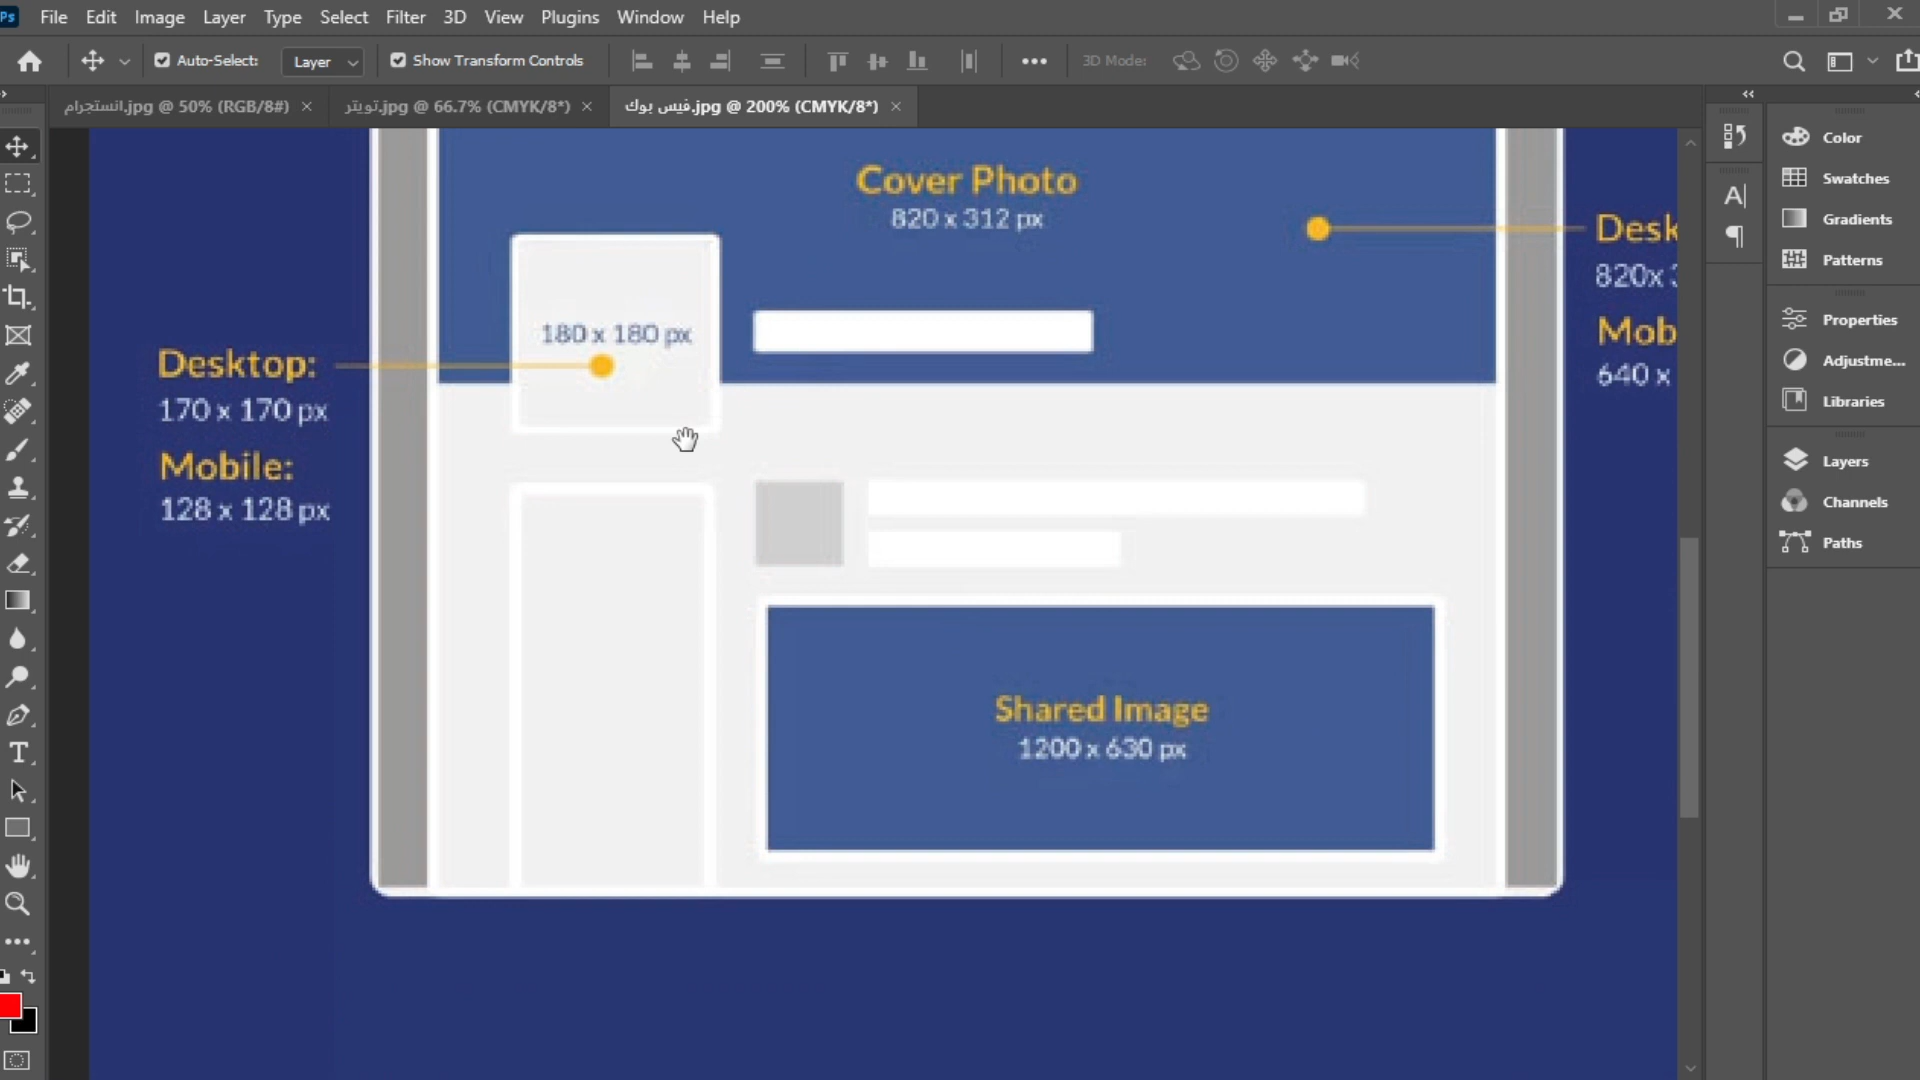 Ps File Edit Image Layer Type Select Filter 3D View Plugins Window Help
Auto-Select: Layer Show Transform Controls 3D Mode:
انستجرام.jpg @ 50% (RGB/8#) تويتر.jpg @ 66.7% (CMYK/8*) فيس بوك.jpg @ 200% (CMYK/8*)
Cover Photo
820 x 312 px
180 x 180 px
Desktop:
170 x 170 px
Mobile:
128 x 128 px
Desk
820x 3
Mob
640 x
Shared Image
1200 x 630 px
Color
Swatches
Gradients
Patterns
Properties
Adjustme...
Libraries
Layers
Channels
Paths